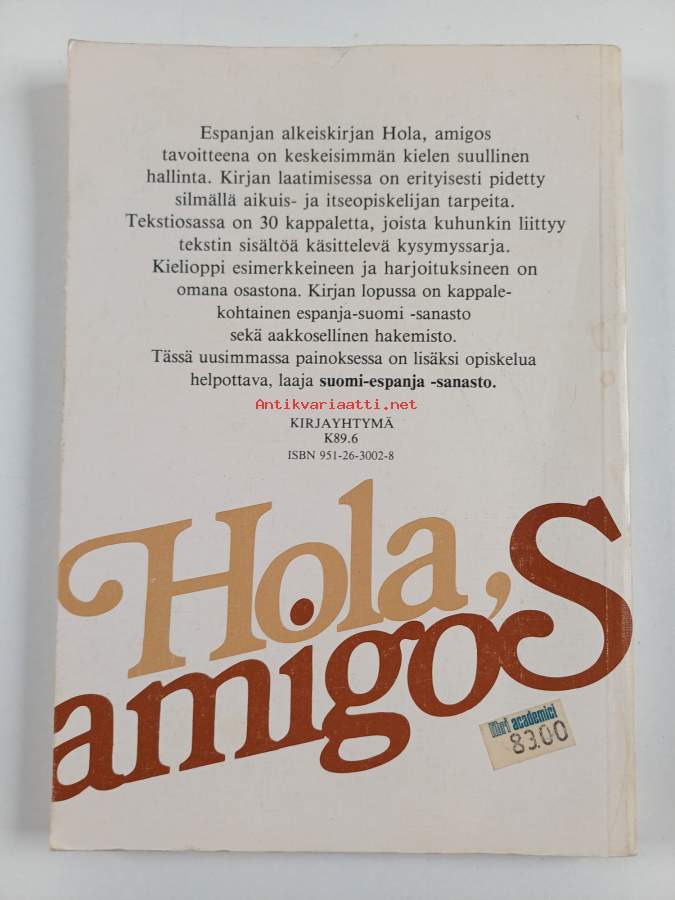 Espanjan alkeiskirjan Hola, amigos
tavoitteena on keskeisimmän kielen suullinen
hallinta. Kirjan laatimisessa on erityisesti pidetty
silmällä aikuis- ja itseopiskelijan tarpeita.
Tekstiosassa on 30 kappaletta, joista kuhunkin liittyy
tekstin sisältöä käsittelevä kysymyssarja.
Kielioppi esimerkkeineen ja harjoituksineen on
omana osastona. Kirjan lopussa on kappale-
kohtainen espanja-suomi -sanasto
sekä aakkosellinen hakemisto.
Tässä uusimmassa painoksessa on lisäksi opiskelua
helpottava, laaja suomi-espanja -sanasto.
Antikvariaatti.net
KIRJAYHTYMÄ
K89.6
ISBN 951-26-3002-8
Hola,
amigos
academici
83.00